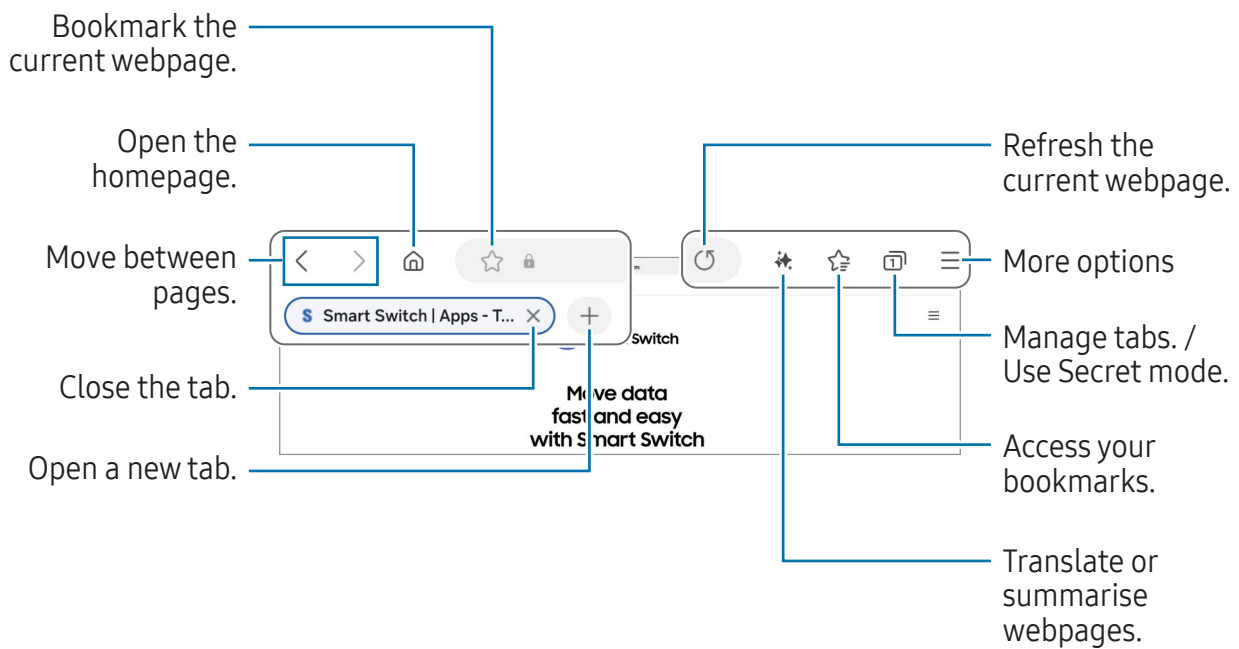 Bookmark the
current webpage.
Open the
homepage.
Refresh the
current webpage.
Move between
pages.
More options
S Smart Switch | Apps - T...
1
Switch
Manage tabs. /
Use Secret mode.
Close the tab.
Move data
fast and easy
with Smart Switch
Access your
bookmarks.
Open a new tab.
Translate or
summarise
webpages.